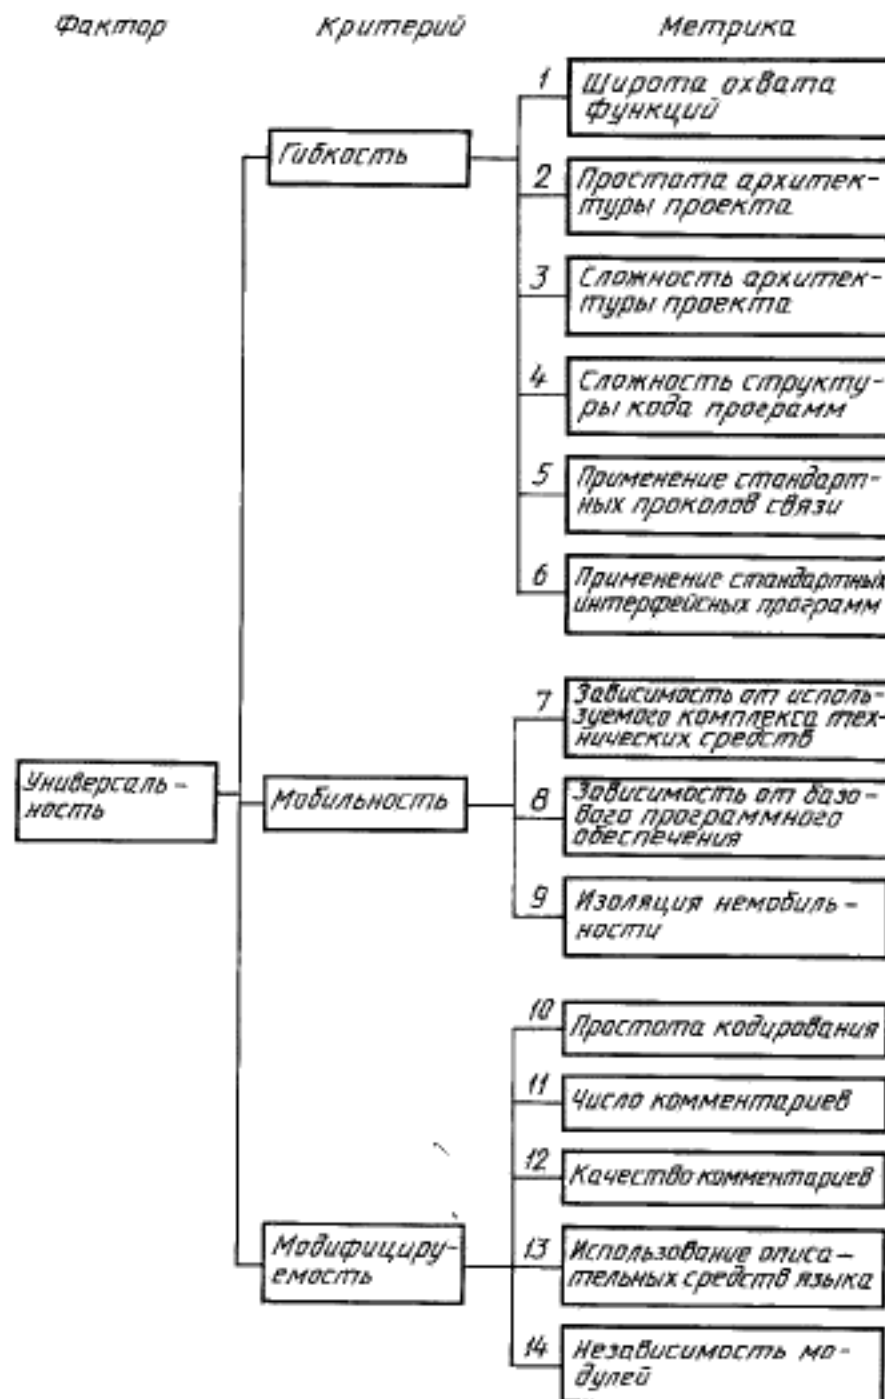 Фактор Критерий Метрика
1 Широта охвата
функций
Гибкость
2 Простота архитек-
туры проекта
3 Сложность архитек-
туры проекта
4 Сложность структу-
ры кода программ
5 Применение стандарт-
ных проколов связи
6 Применение стандартных
интерфейсных программ
7 Зависимость от исполь-
зуемого комплекса тех-
нических средств
Универсаль-
ность
Мобильность
8 Зависимость от базо-
вого программного
обеспечения
9 Изоляция немобиль-
ности
10 Простота кодирования
11 Число комментариев
12 Качество комментариев
Модифициру-
емость
13 Использование описа-
тельных средств языка
14 Независимость мо-
дулей